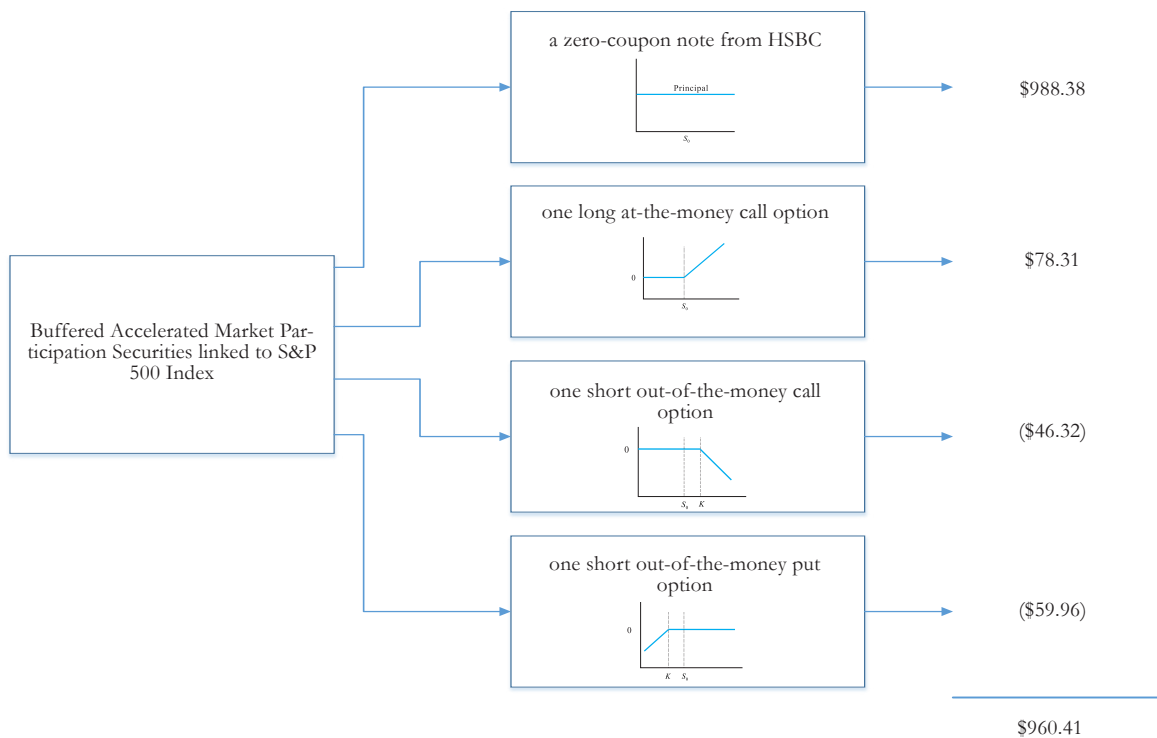 a zero-coupon note from HSBC
Principal
S₀
$988.38
one long at-the-money call option
0
S₀
$78.31
Buffered Accelerated Market Par-
ticipation Securities linked to S&P
500 Index
one short out-of-the-money call
option
0
S₀ K
($46.32)
one short out-of-the-money put
option
0
K S₀
($59.96)
$960.41